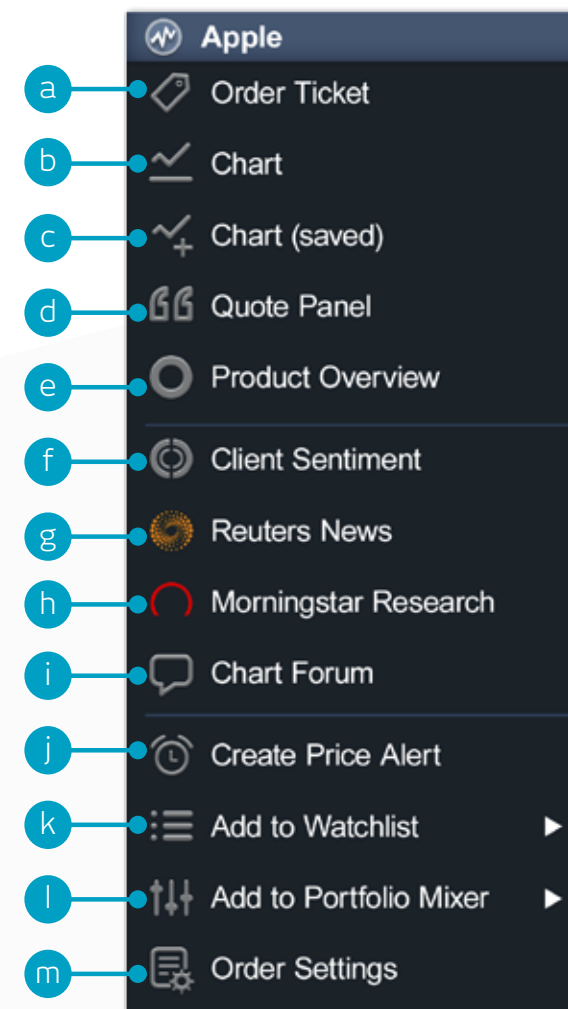 Apple
a Order Ticket
b Chart
c Chart (saved)
d Quote Panel
e Product Overview
f Client Sentiment
g Reuters News
h Morningstar Research
i Chart Forum
j Create Price Alert
k Add to Watchlist
l Add to Portfolio Mixer
m Order Settings